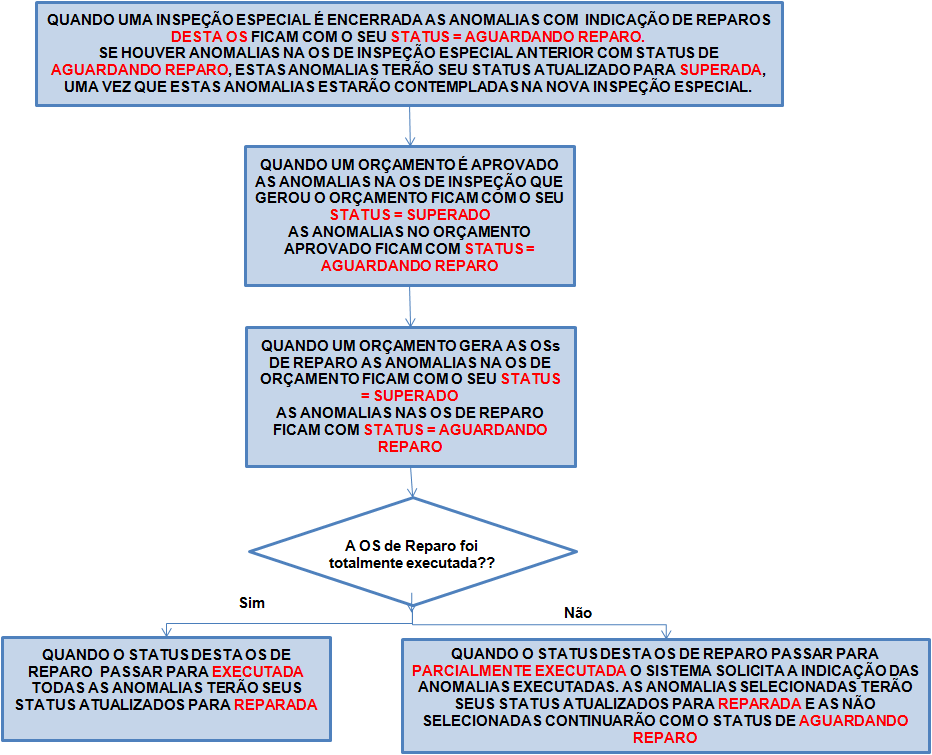 QUANDO UMA INSPEÇÃO ESPECIAL É ENCERRADA AS ANOMALIAS COM INDICAÇÃO DE REPAROS
DESTA OS FICAM COM O SEU STATUS = AGUARDANDO REPARO.
SE HOUVER ANOMALIAS NA OS DE INSPEÇÃO ESPECIAL ANTERIOR COM STATUS DE
AGUARDANDO REPARO, ESTAS ANOMALIAS TERÃO SEU STATUS ATUALIZADO PARA SUPERADA,
UMA VEZ QUE ESTAS ANOMALIAS ESTARÃO CONTEMPLADAS NA NOVA INSPEÇÃO ESPECIAL.
QUANDO UM ORÇAMENTO É APROVADO
AS ANOMALIAS NA OS DE INSPEÇÃO QUE
GEROU O ORÇAMENTO FICAM COM O SEU
STATUS = SUPERADO
AS ANOMALIAS NO ORÇAMENTO
APROVADO FICAM COM STATUS =
AGUARDANDO REPARO
QUANDO UM ORÇAMENTO GERA AS OSs
DE REPARO AS ANOMALIAS NA OS DE
ORÇAMENTO FICAM COM O SEU STATUS
= SUPERADO
AS ANOMALIAS NAS OS DE REPARO
FICAM COM STATUS = AGUARDANDO
REPARO
A OS de Reparo foi
totalmente executada??
Sim
Não
QUANDO O STATUS DESTA OS DE
REPARO PASSAR PARA EXECUTADA
TODAS AS ANOMALIAS TERÃO SEUS
STATUS ATUALIZADOS PARA REPARADA
QUANDO O STATUS DESTA OS DE REPARO PASSAR PARA
PARCIALMENTE EXECUTADA O SISTEMA SOLICITA A INDICAÇÃO DAS
ANOMALIAS EXECUTADAS. AS ANOMALIAS SELECIONADAS TERÃO
SEUS STATUS ATUALIZADOS PARA REPARADA E AS NÃO
SELECIONADAS CONTINUARÃO COM O STATUS DE AGUARDANDO
REPARO